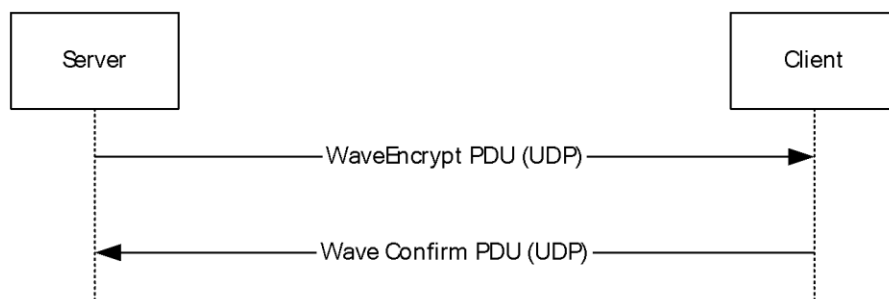 Server
Client
WaveEncrypt PDU (UDP)
Wave Confirm PDU (UDP)